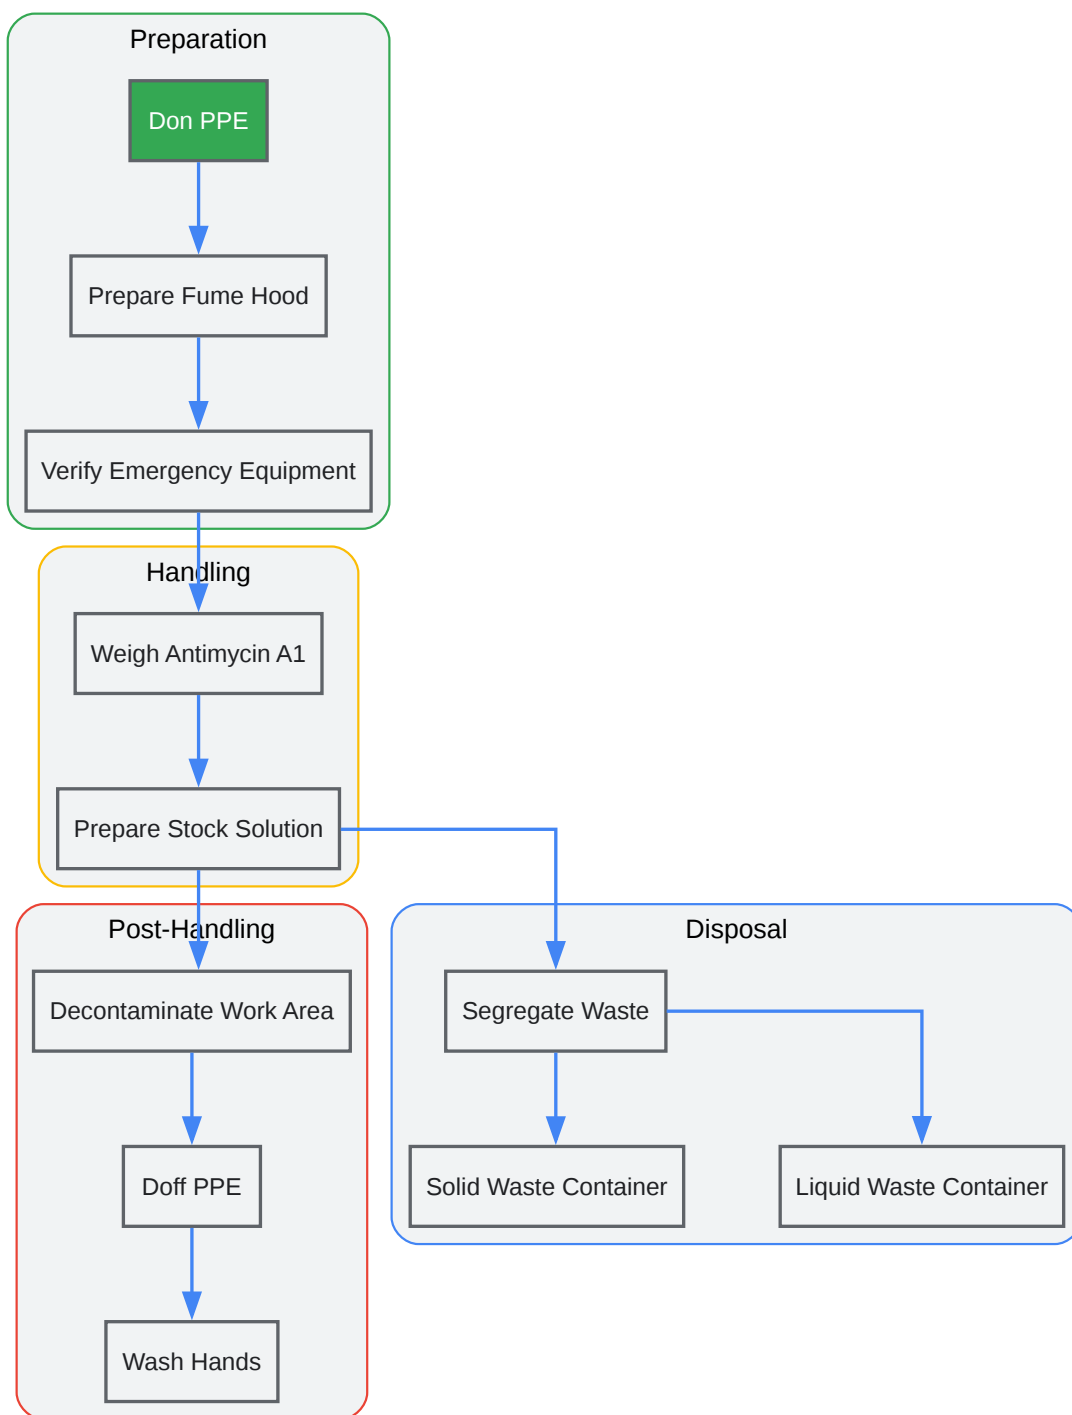 Preparation
Don PPE
Prepare Fume Hood
Verify Emergency Equipment
Handling
Weigh Antimycin A1
Prepare Stock Solution
Post-Handling
Decontaminate Work Area
Doff PPE
Wash Hands
Disposal
Segregate Waste
Solid Waste Container
Liquid Waste Container